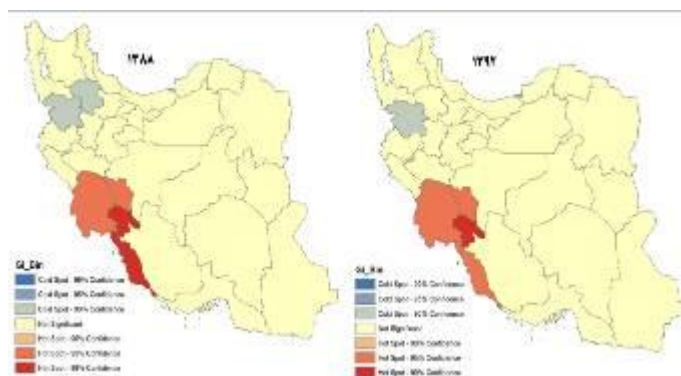 ۱۳۸۸
Gi_Bin
Cold Spot - 99% Confidence
Cold Spot - 95% Confidence
Cold Spot - 90% Confidence
Not Significant
Hot Spot - 90% Confidence
Hot Spot - 95% Confidence
Hot Spot - 99% Confidence
۱۳۹۲
Gi_Bin
Cold Spot - 99% Confidence
Cold Spot - 95% Confidence
Cold Spot - 90% Confidence
Not Significant
Hot Spot - 90% Confidence
Hot Spot - 95% Confidence
Hot Spot - 99% Confidence